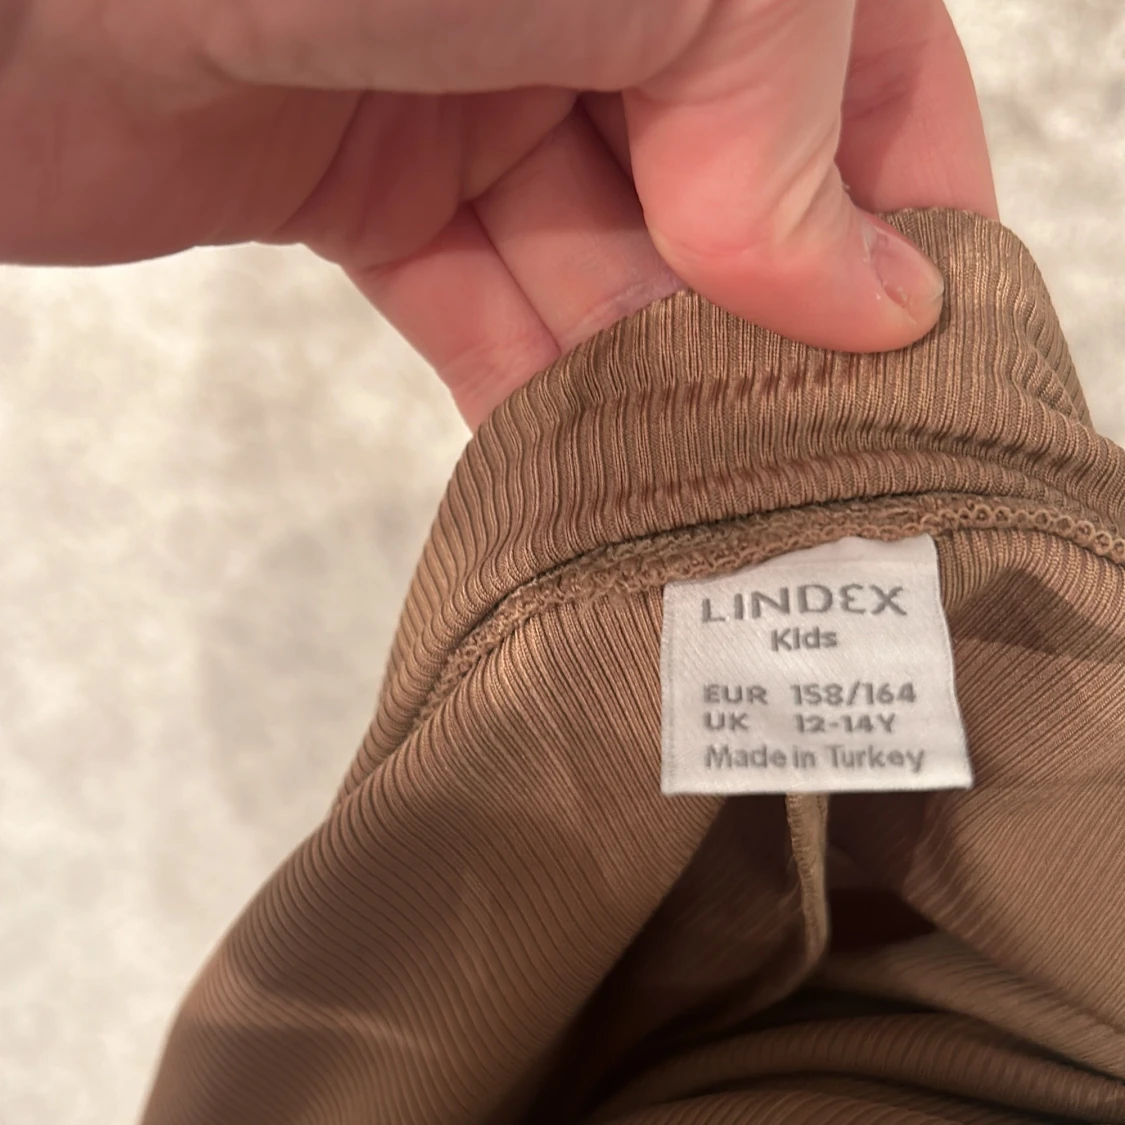 LINDEX
Kids
EUR 158/164
UK 12-14Y
Made in Turkey